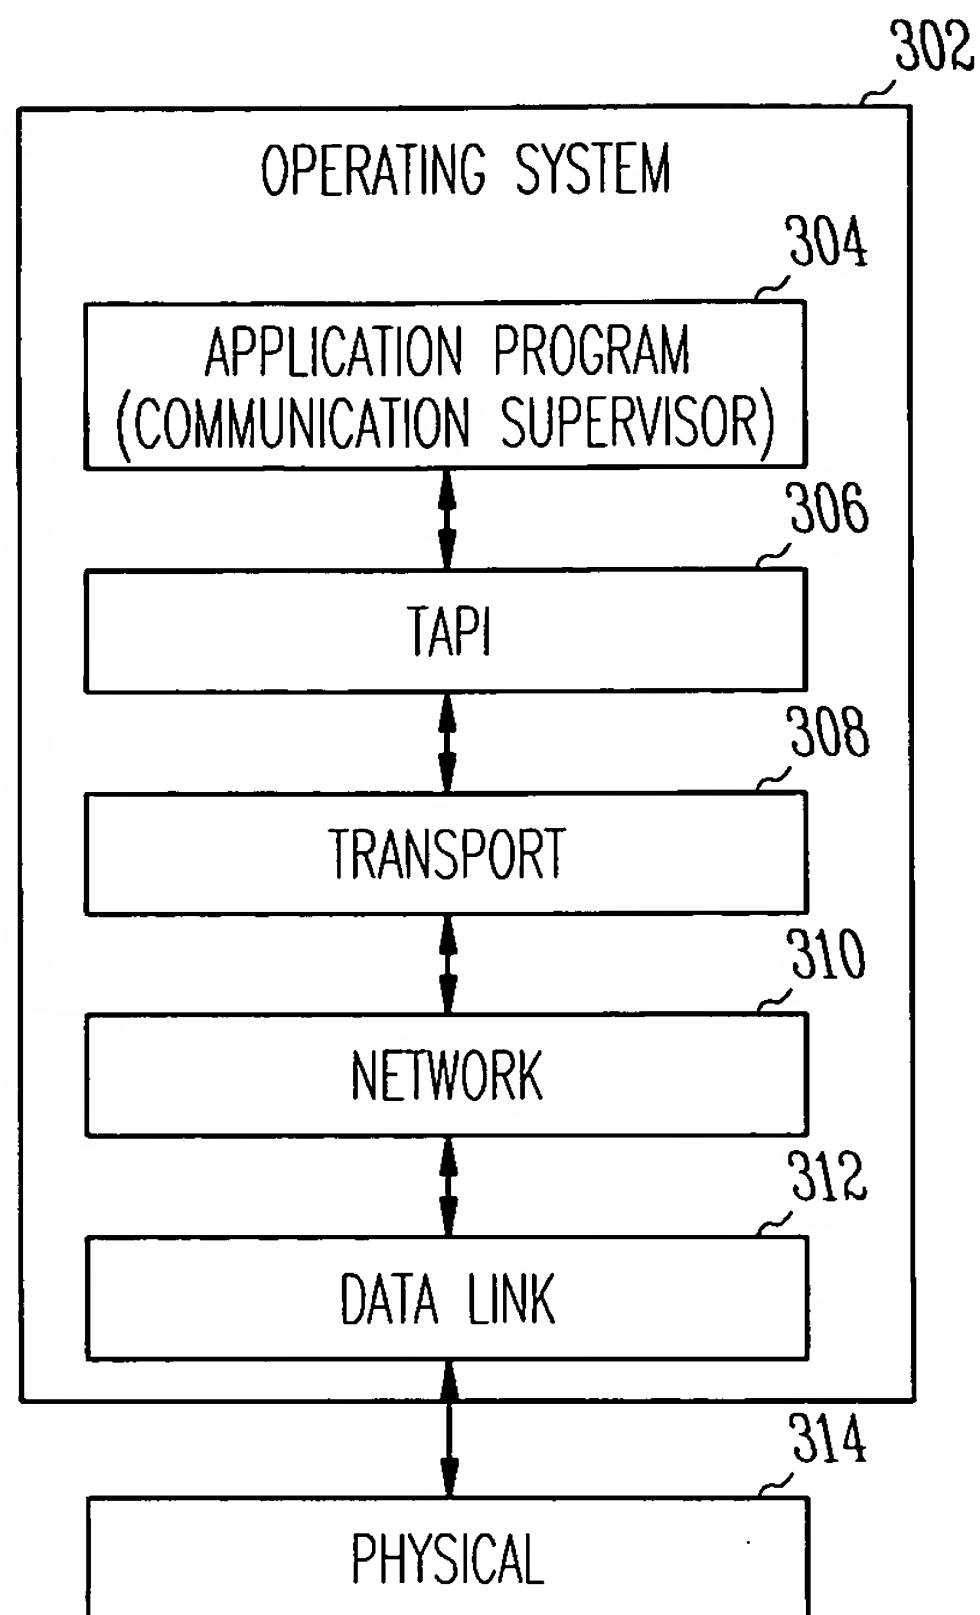 302
OPERATING SYSTEM
304
APPLICATION PROGRAM
(COMMUNICATION SUPERVISOR)
306
TAPI
308
TRANSPORT
310
NETWORK
312
DATA LINK
314
PHYSICAL